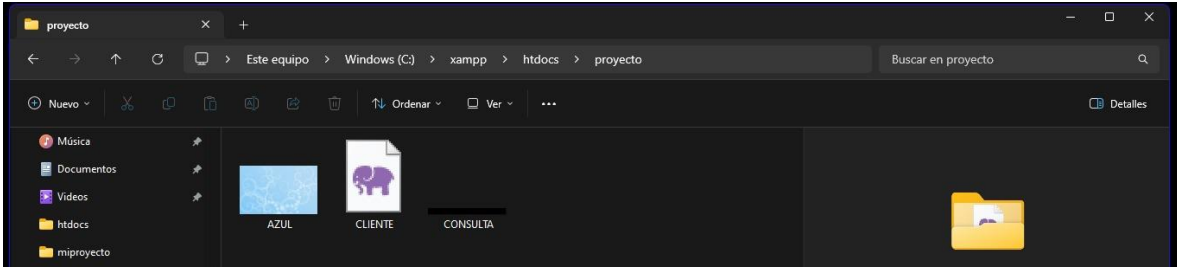 proyecto
Este equipo > Windows (C:) > xampp > htdocs > proyecto
Buscar en proyecto
Nuevo
Ordenar
Ver
Detalles
Música
Documentos
Videos
htdocs
miproyecto
AZUL
CLIENTE
CONSULTA